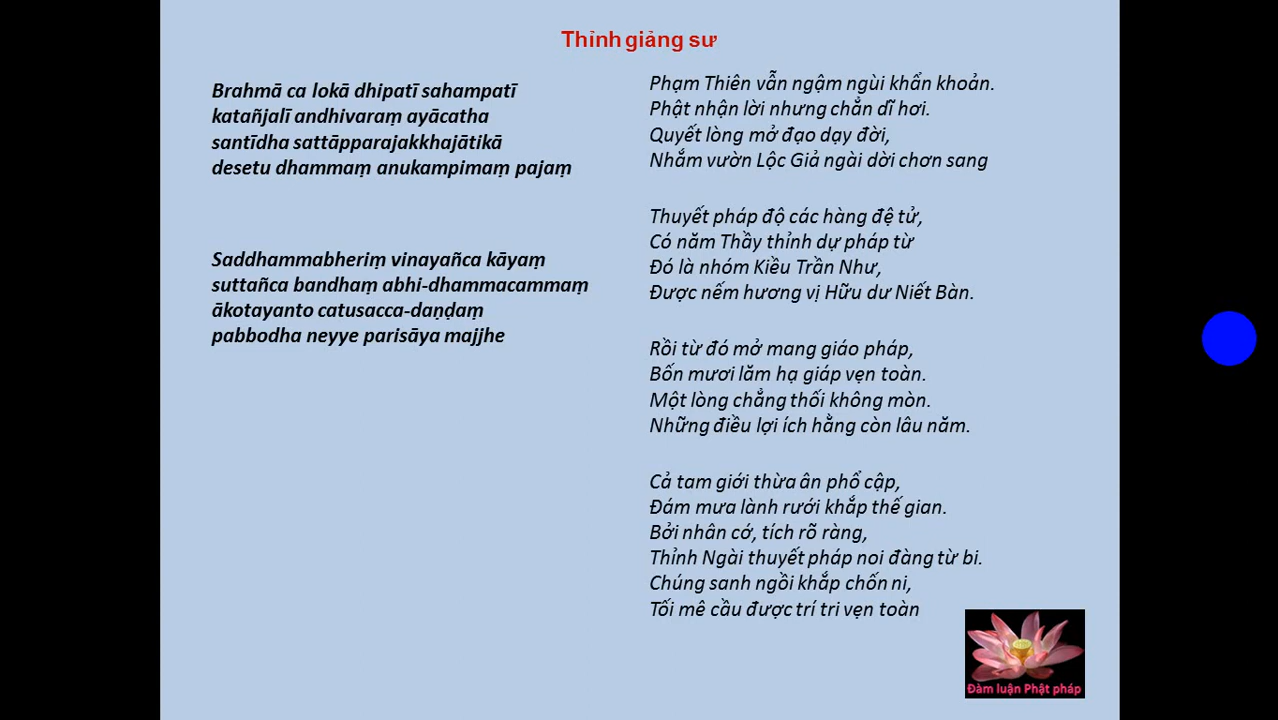 Thỉnh giảng sư
Brahmā ca lokā dhipatī sahampatī
katañjalī andhivaraṃ ayācatha
santīdha sattāpparajakkhajātikā
desetu dhammaṃ anukampimaṃ pajaṃ
Saddhammabheriṃ vinayañca kāyaṃ
suttañca bandhaṃ abhi-dhammacammaṃ
ākotayanto catusacca-daṇḍaṃ
pabbodha neyye parisāya majjhe
Phạm Thiên vẫn ngậm ngùi khẩn khoản.
Phật nhận lời nhưng chẳn dĩ hơi.
Quyết lòng mở đạo dạy đời,
Nhắm vườn Lộc Giả ngài dời chơn sang
Thuyết pháp độ các hàng đệ tử,
Có năm Thầy thỉnh dự pháp từ
Đó là nhóm Kiều Trần Như,
Được nếm hương vị Hữu dư Niết Bàn.
Rồi từ đó mở mang giáo pháp,
Bốn mươi lăm hạ giáp vẹn toàn.
Một lòng chẳng thối không mòn.
Những điều lợi ích hằng còn lâu năm.
Cả tam giới thừa ân phổ cập,
Đám mưa lành rưới khắp thế gian.
Bởi nhân cớ, tích rõ ràng,
Thỉnh Ngài thuyết pháp noi đàng từ bi.
Chúng sanh ngồi khắp chốn ni,
Tối mê cầu được trí tri vẹn toàn
Đàm luận Phật pháp